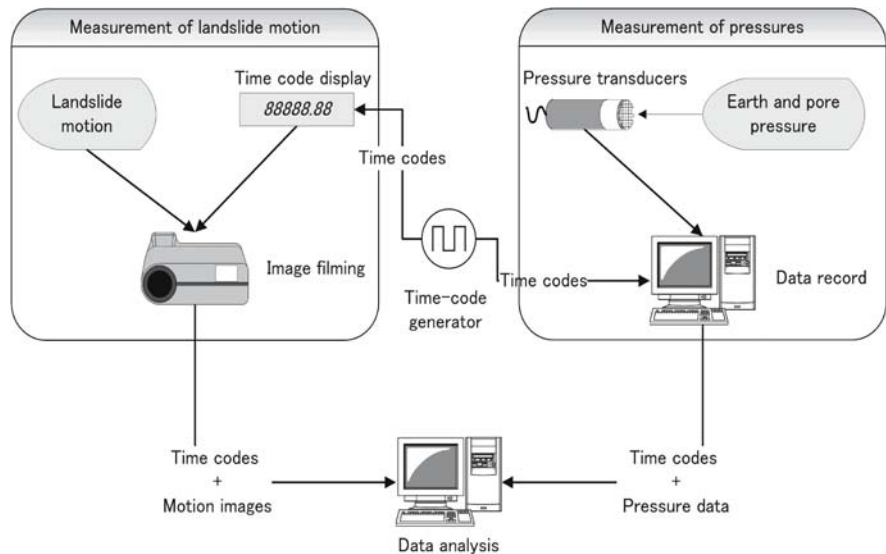 Measurement of landslide motion
Landslide
motion
Time code display
88888.88
Time codes
Image filming
Time-code
generator
Measurement of pressures
Pressure transducers
Earth and pore
pressure
Time codes
Data record
Time codes
+
Motion images
Data analysis
Time codes
+
Pressure data